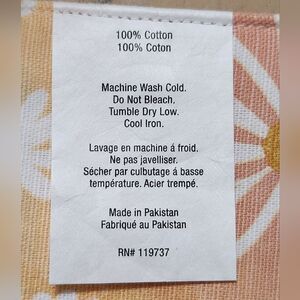 100% Cotton
100% Coton
Machine Wash Cold.
Do Not Bleach.
Tumble Dry Low.
Cool Iron.
Lavage en machine á froid.
Ne pas javelliser.
Sécher par culbutage á basse
température. Acier trempé.
Made in Pakistan
Fabriqué au Pakistan
RN# 119737